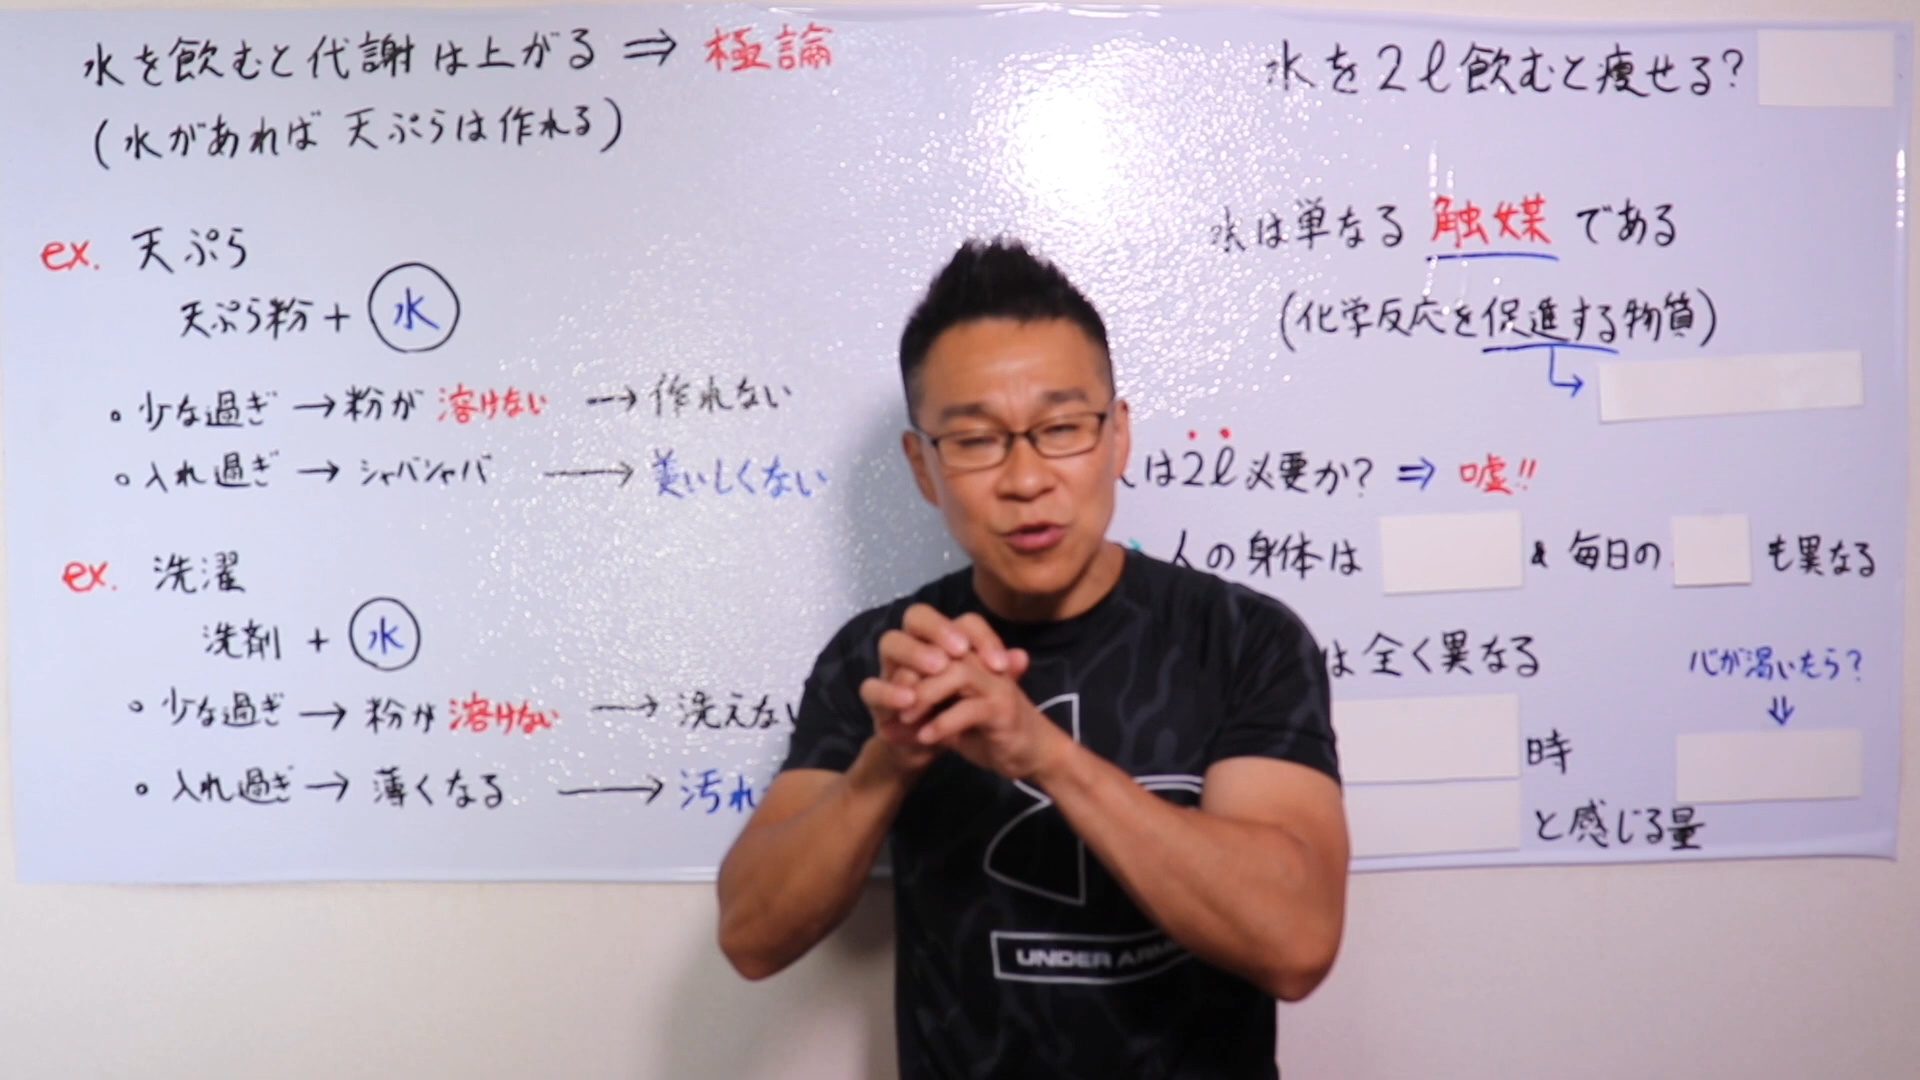 水を飲むと代謝は上がる ⇒ 極論
(水があれば 天ぷらは作れる)
ex. 天ぷら
天ぷら粉 + 水
• 少な過ぎ → 粉が 溶けない → 作れない
• 入れ過ぎ → シャバシャバ → 美いしくない
ex. 洗濯
洗剤 + 水
• 少な過ぎ → 粉が 溶けない → 洗えな
• 入れ過ぎ → 薄くなる → 汚れ
水を2ℓ飲むと痩せる?
水は単なる 触媒 である
(化学反応を促進する物質)
は2ℓ必要か? ⇒ 嘘!!
人の身体は & 毎日の も異なる
は全く異なる
心が渇いたら?
⇓
時
と感じる量
UNDER AR